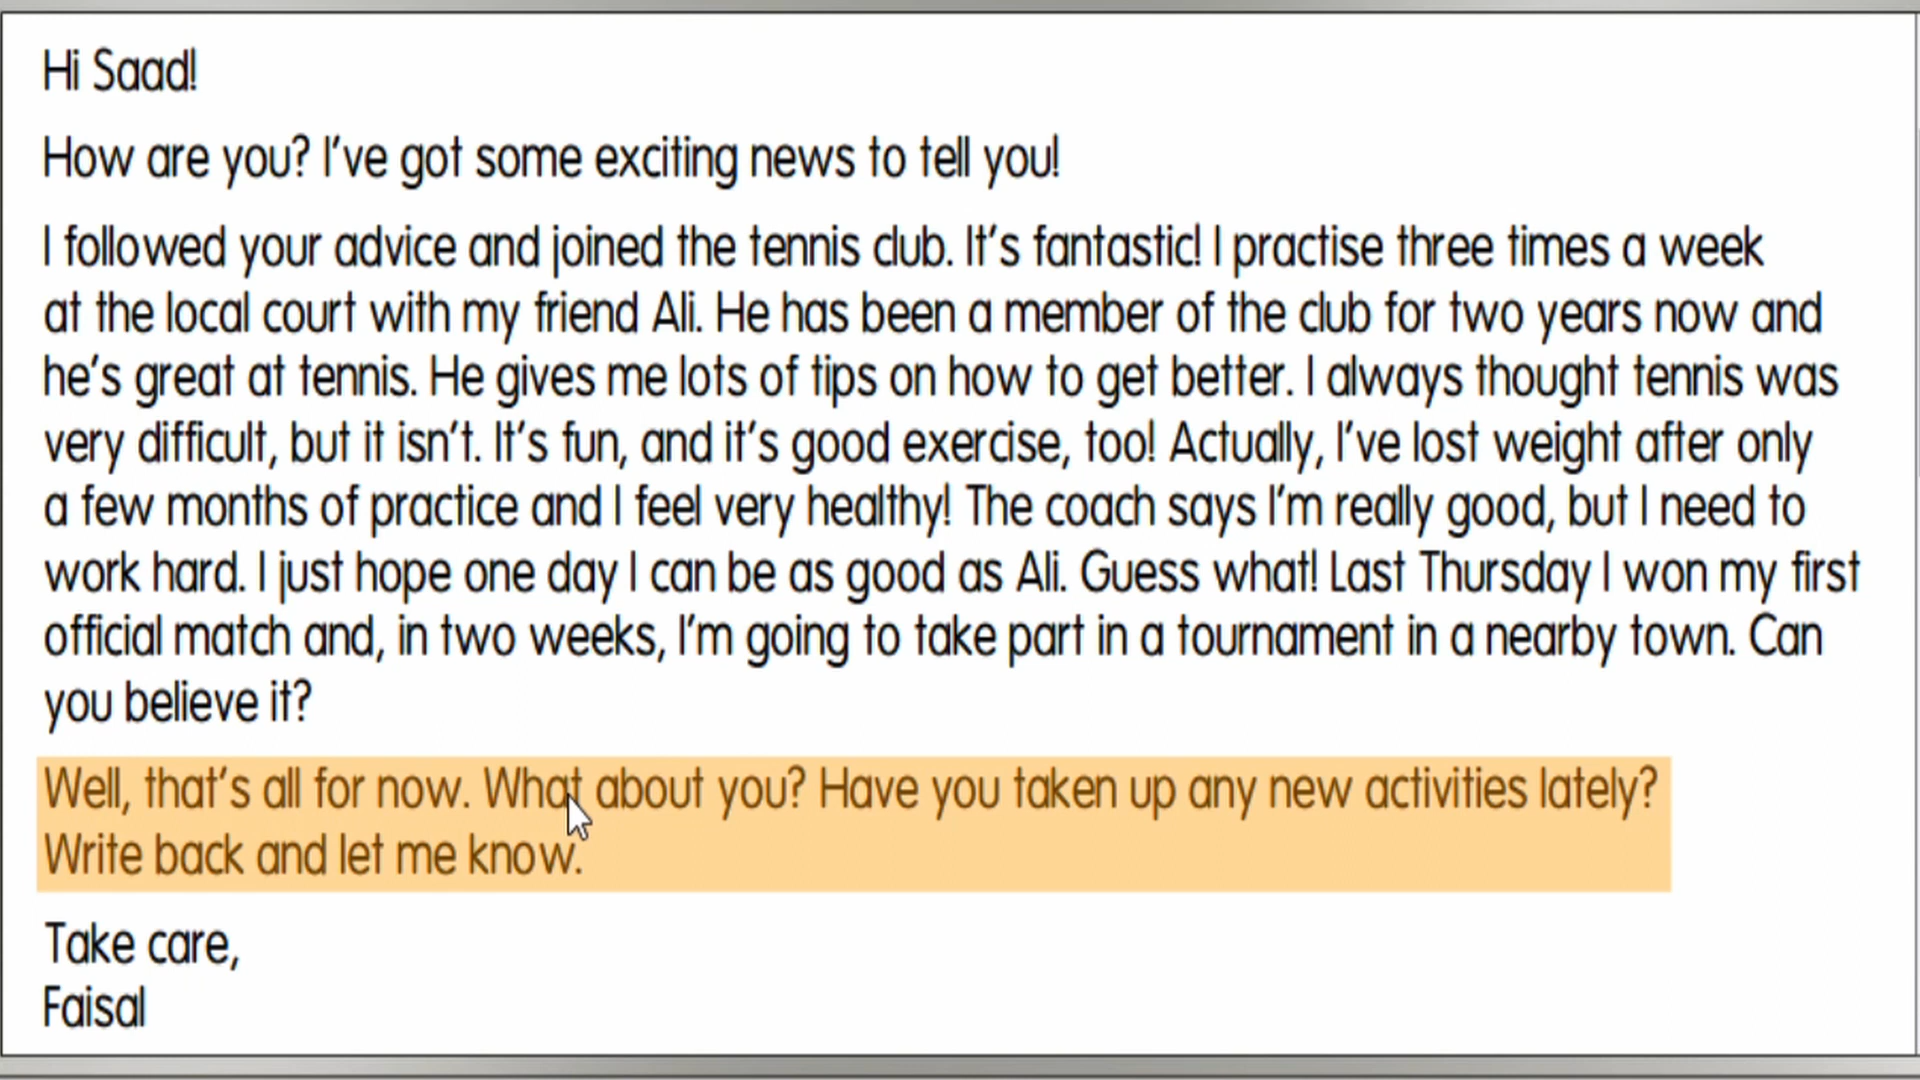 Hi Saad!
How are you? I've got some exciting news to tell you!
I followed your advice and joined the tennis club. It's fantastic! I practise three times a week
at the local court with my friend Ali. He has been a member of the club for two years now and
he's great at tennis. He gives me lots of tips on how to get better. I always thought tennis was
very difficult, but it isn't. It's fun, and it's good exercise, too! Actually, I've lost weight after only
a few months of practice and I feel very healthy! The coach says I'm really good, but I need to
work hard. I just hope one day I can be as good as Ali. Guess what! Last Thursday I won my first
official match and, in two weeks, I'm going to take part in a tournament in a nearby town. Can
you believe it?
Well, that's all for now. What about you? Have you taken up any new activities lately?
Write back and let me know.
Take care,
Faisal